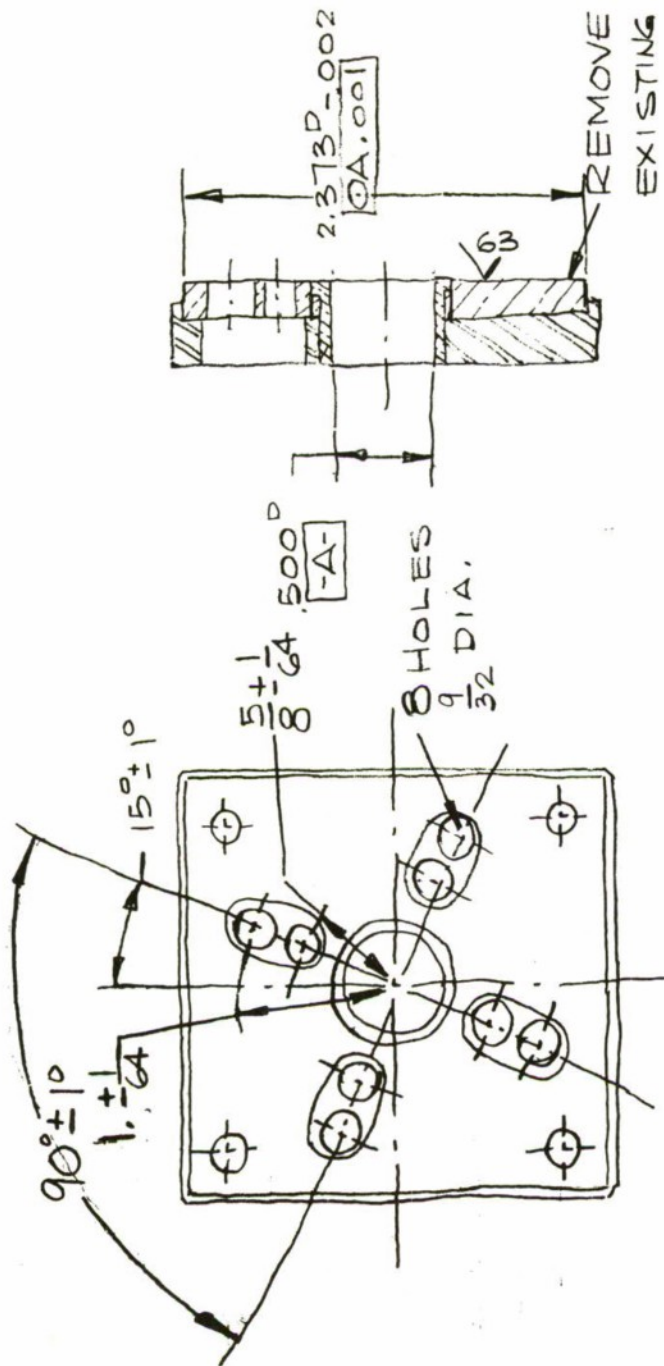 90°±1°
1.±1/64
15°±1°
5/8±1/64
.500D
-A-
8 HOLES
9/32 DIA.
2.373D-.002
⌾A.001
63
REMOVE
EXISTING